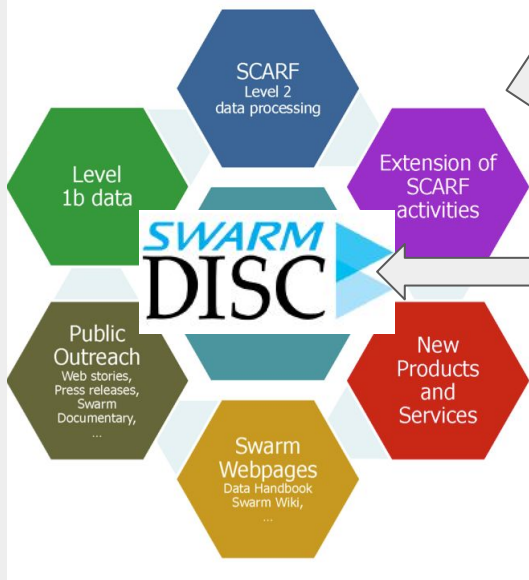 SCARF
Level 2
data processing
Level
1b data
Extension of
SCARF
activities
SWARM
DISC
Public
Outreach
Web stories,
Press releases,
Swarm
Documentary,
...
New
Products
and
Services
Swarm
Webpages
Data Handbook
Swarm Wiki,
...